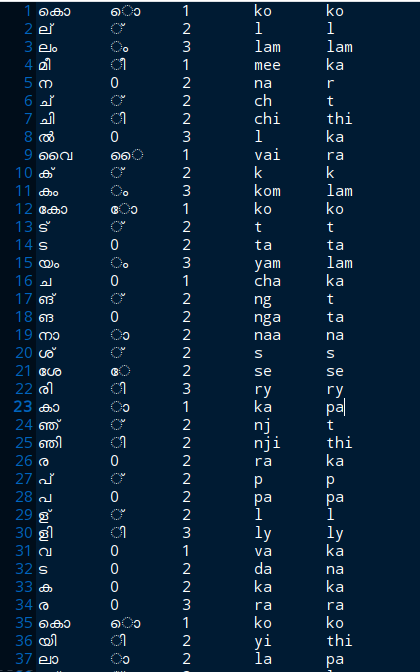 1 കൊ ൊ 1 ko ko
2 ല് ് 2 l l
3 ലം ം 3 lam lam
4 മീ ീ 1 mee ka
5 ന 0 2 na r
6 ച് ് 2 ch t
7 ചി ി 2 chi thi
8 ൽ 0 3 l ka
9 വൈ ൈ 1 vai ra
10 ക് ് 2 k k
11 കം ം 3 kom lam
12 കോ ോ 1 ko ko
13 ട് ് 2 t t
14 ട 0 2 ta ta
15 യം ം 3 yam lam
16 ച 0 1 cha ka
17 ങ് ് 2 ng t
18 ങ 0 2 nga ta
19 നാ ാ 2 naa na
20 ശ് ് 2 s s
21 ശേ േ 2 se se
22 രി ി 3 ry ry
23 കാ ാ 1 ka pa
24 ഞ് ് 2 nj t
25 ഞി ി 2 nji thi
26 ര 0 2 ra ka
27 പ് ് 2 p p
28 പ 0 2 pa pa
29 ള് ് 2 l l
30 ളി ി 3 ly ly
31 വ 0 1 va ka
32 ട 0 2 da na
33 ക 0 2 ka ka
34 ര 0 3 ra ra
35 കൊ ൊ 1 ko ko
36 യി ി 2 yi thi
37 ലാ ാ 2 la pa